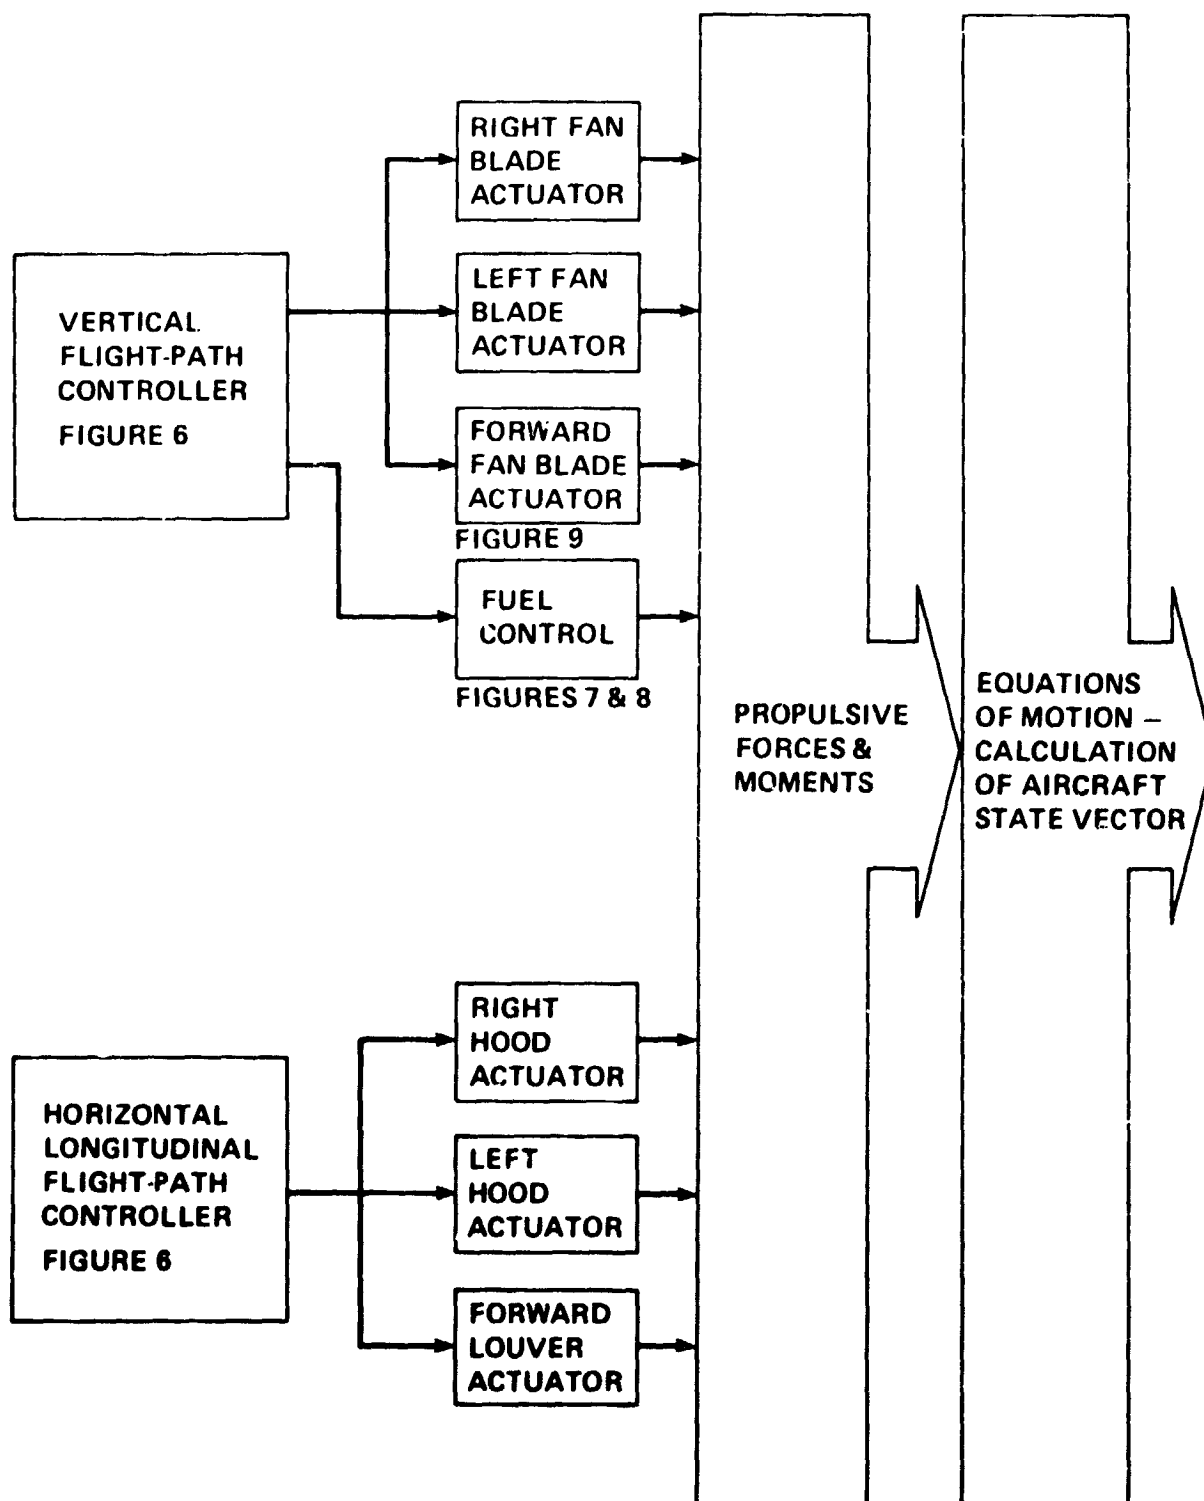 RIGHT FAN
BLADE
ACTUATOR
VERTICAL
FLIGHT-PATH
CONTROLLER
FIGURE 6
LEFT FAN
BLADE
ACTUATOR
FORWARD
FAN BLADE
ACTUATOR
FIGURE 9
FUEL
CONTROL
FIGURES 7 & 8
PROPULSIVE
FORCES &
MOMENTS
EQUATIONS
OF MOTION –
CALCULATION
OF AIRCRAFT
STATE VECTOR
RIGHT
HOOD
ACTUATOR
HORIZONTAL
LONGITUDINAL
FLIGHT-PATH
CONTROLLER
FIGURE 6
LEFT
HOOD
ACTUATOR
FORWARD
LOUVER
ACTUATOR